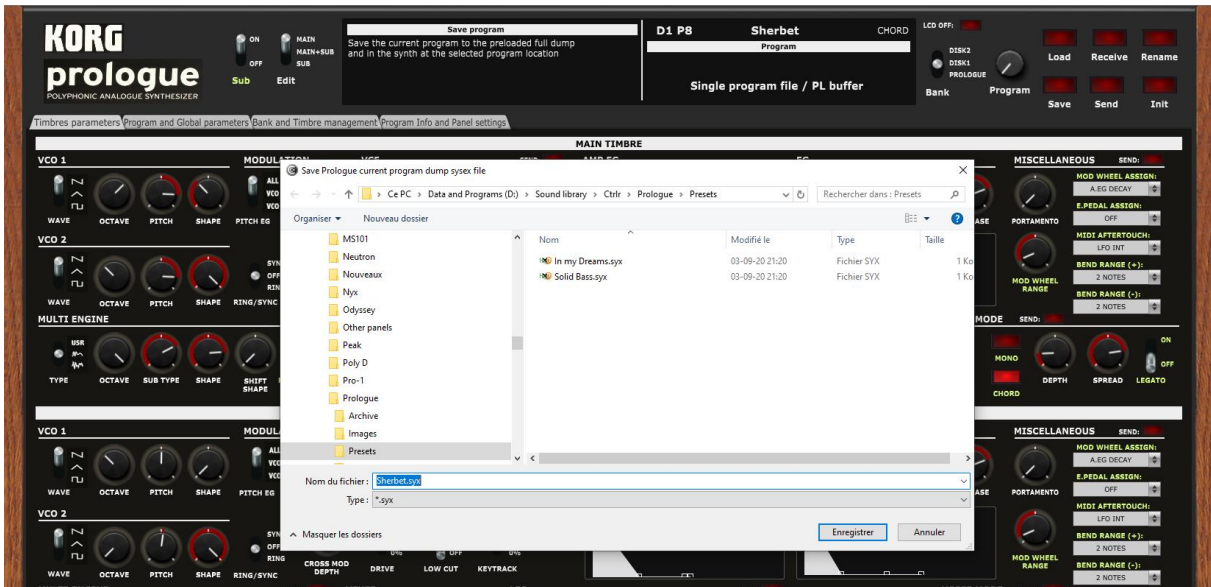 KORG
prologue
POLYPHONIC ANALOGUE SYNTHESIZER
ON
OFF
Sub
MAIN
MAIN+SUB
SUB
Edit
Save program
Save the current program to the preloaded full dump
and in the synth at the selected program location
D1 P8 Sherbet CHORD
Program
Single program file / PL buffer
LCD OFF:
DISK2
DISK1
PROLOGUE
Bank
Program
Load Receive Rename
Save Send Init
Timbres parameters Program and Global parameters Bank and Timbre management Program Info and Panel settings
MAIN TIMBRE
VCO 1
WAVE OCTAVE PITCH SHAPE PITCH EG
VCO 2
WAVE OCTAVE PITCH SHAPE RING/SYNC
MULTI ENGINE
USR
TYPE OCTAVE SUB TYPE SHAPE SHIFT
SHAPE
Save Prologue current program dump sysex file
Ce PC > Data and Programs (D:) > Sound library > Ctrlr > Prologue > Presets
Rechercher dans : Presets
Organiser Nouveau dossier
MS101
Neutron
Nouveaux
Nyx
Odyssey
Other panels
Peak
Poly D
Pro-1
Prologue
Archive
Images
Presets
Nom Modifié le Type Taille
In my Dreams.syx 03-09-20 21:20 Fichier SYX 1 Ko
Solid Bass.syx 03-09-20 21:20 Fichier SYX 1 Ko
Nom du fichier : Sherbet.syx
Type : *.syx
Masquer les dossiers
Enregistrer Annuler
MISCELLANEOUS SEND:
MOD WHEEL ASSIGN:
A.EG DECAY
E.PEDAL ASSIGN:
OFF
PORTAMENTO
MIDI AFTERTOUCH:
LFO INT
BEND RANGE (+):
2 NOTES
MOD WHEEL
RANGE
BEND RANGE (-):
2 NOTES
MODE SEND:
MONO
CHORD
DEPTH SPREAD LEGATO
ON
OFF
VCO 1
WAVE OCTAVE PITCH SHAPE PITCH EG
VCO 2
WAVE OCTAVE PITCH SHAPE RING/SYNC
RING
CROSS MOD
DEPTH
0%
DRIVE
OFF
LOW CUT
0%
KEYTRACK
MISCELLANEOUS SEND:
MOD WHEEL ASSIGN:
A.EG DECAY
E.PEDAL ASSIGN:
OFF
PORTAMENTO
MIDI AFTERTOUCH:
LFO INT
BEND RANGE (+):
2 NOTES
MOD WHEEL
RANGE
BEND RANGE (-):
2 NOTES